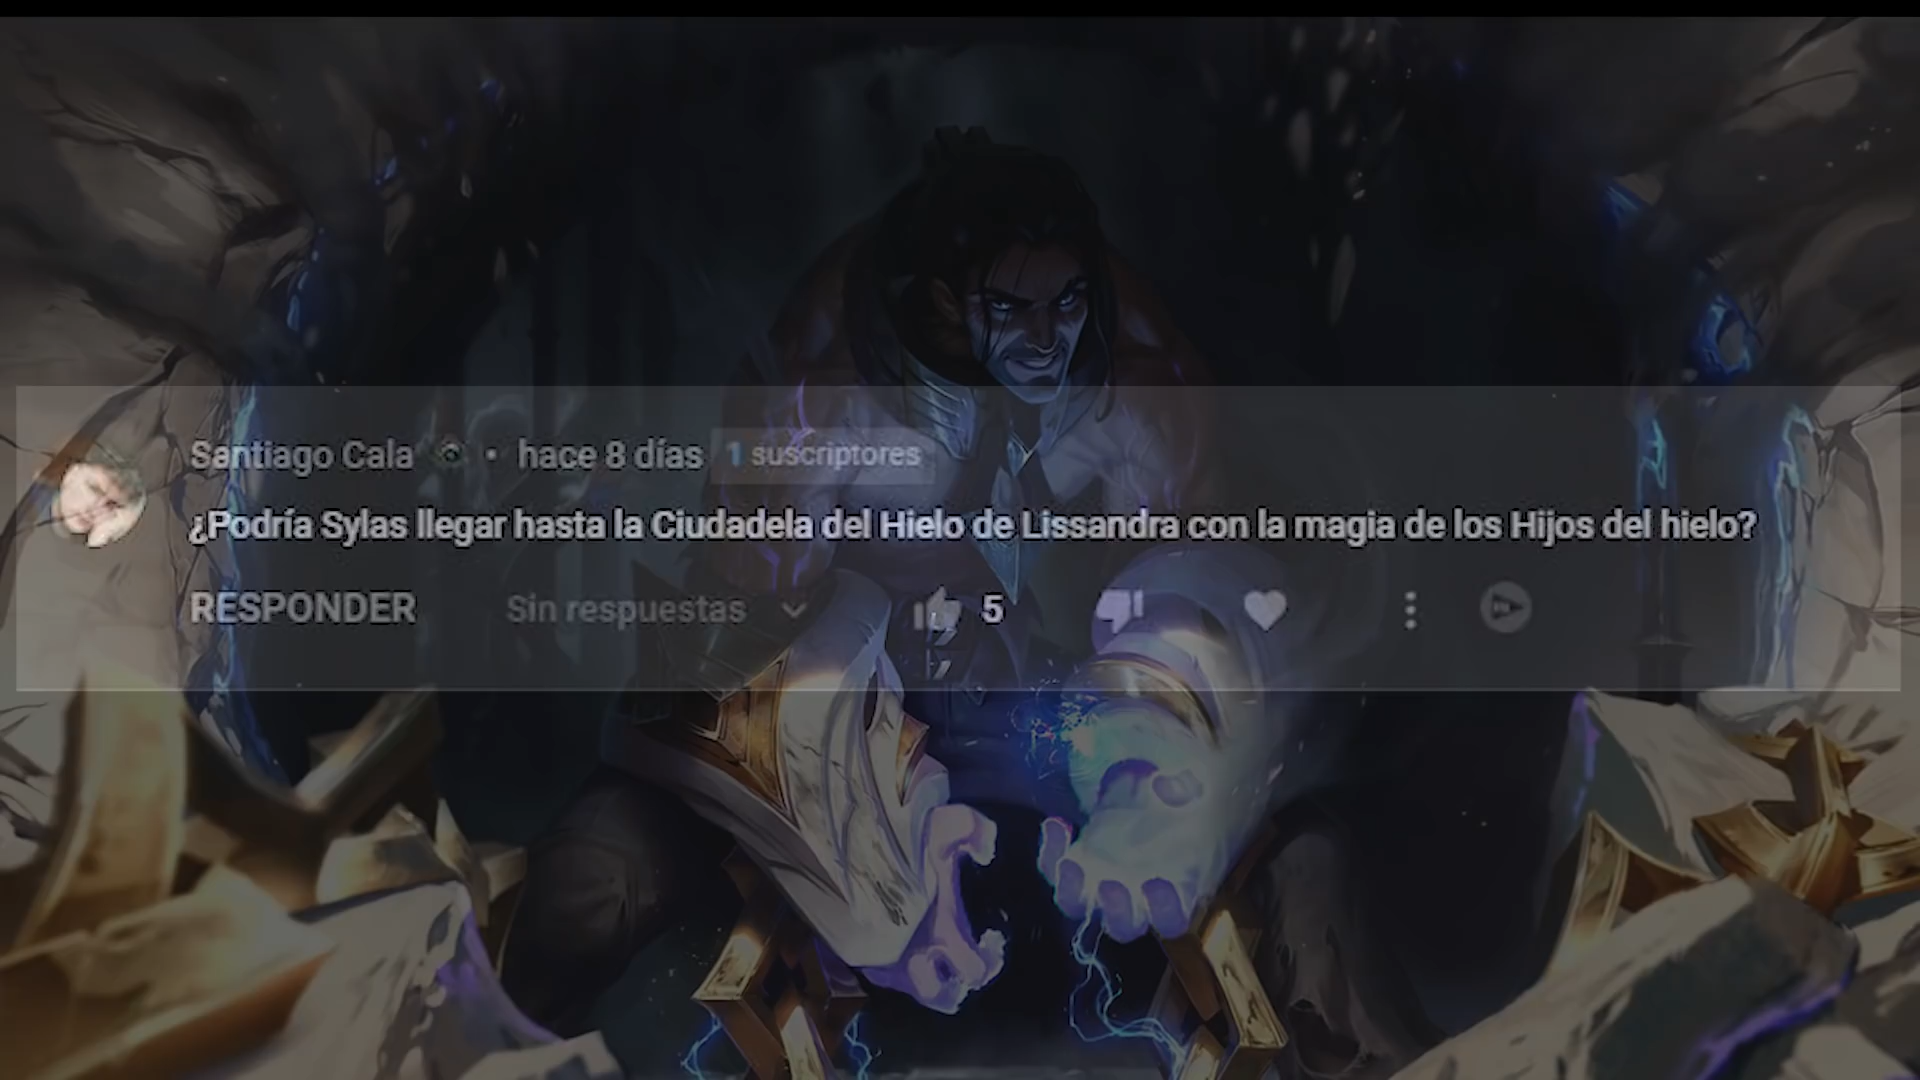 Santiago Cala • hace 8 días 1 suscriptores
¿Podría Sylas llegar hasta la Ciudadela del Hielo de Lissandra con la magia de los Hijos del hielo?
RESPONDER Sin respuestas 5